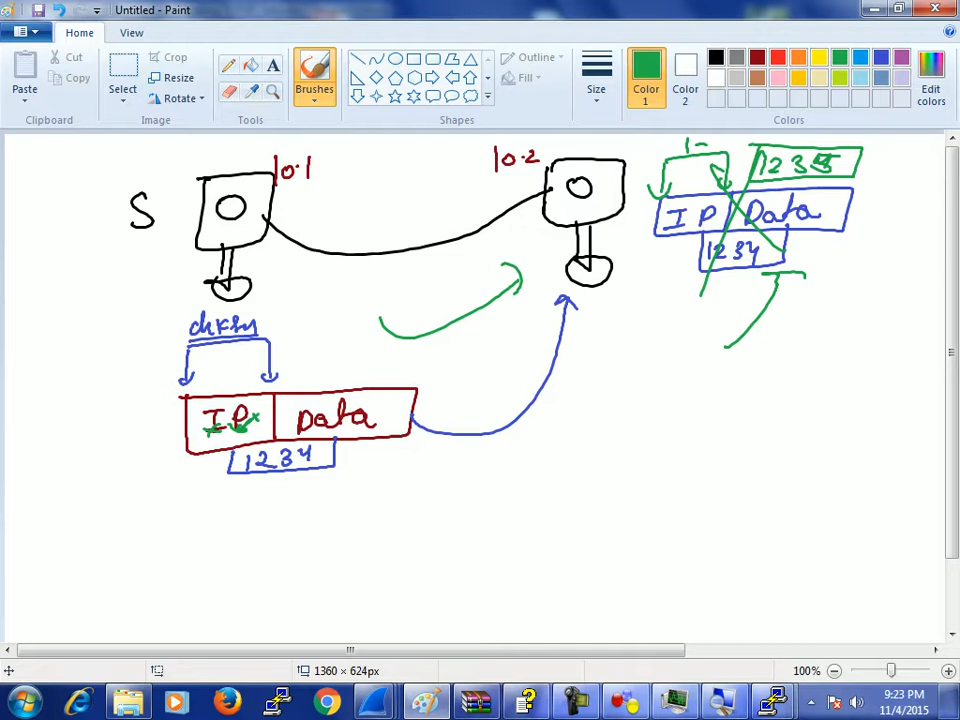 Untitled - Paint
Home
View
Paste
Cut
Copy
Clipboard
Select
Crop
Resize
Rotate
Image
Tools
Brushes
Shapes
Outline
Fill
Size
Color 1
Color 2
Edit colors
Colors
10.1
10.2
S
1235
IP Data
1234
chksu
IP Data
1234
1360 × 624px
100%
9:23 PM
11/4/2015